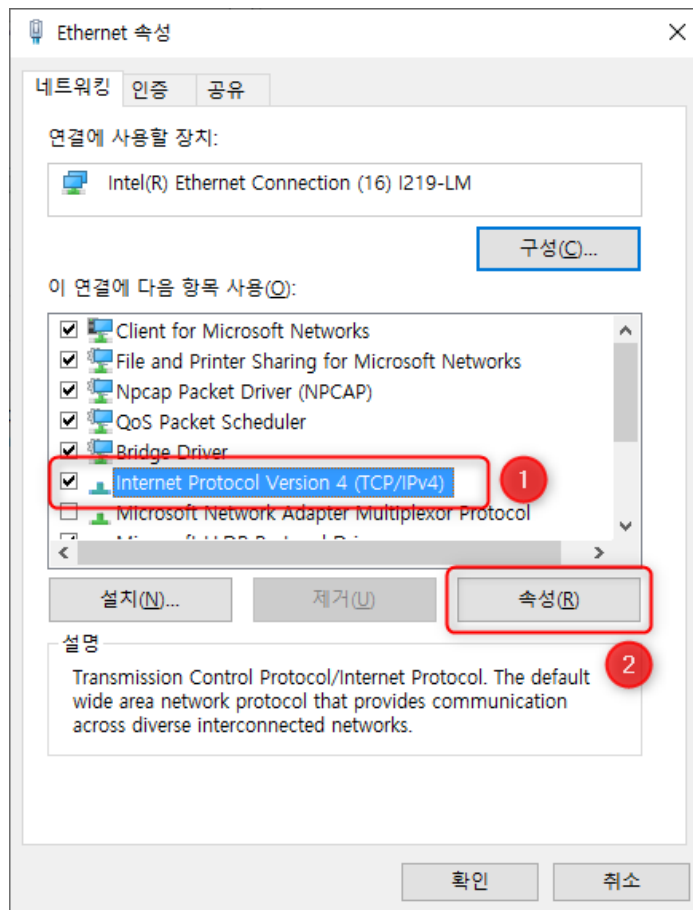 Ethernet 속성
네트워킹 인증 공유
연결에 사용할 장치:
Intel(R) Ethernet Connection (16) I219-LM
구성(C)...
이 연결에 다음 항목 사용(O):
Client for Microsoft Networks
File and Printer Sharing for Microsoft Networks
Npcap Packet Driver (NPCAP)
QoS Packet Scheduler
Bridge Driver
Internet Protocol Version 4 (TCP/IPv4)
1
Microsoft Network Adapter Multiplexor Protocol
설치(N)... 제거(U) 속성(R)
2
설명
Transmission Control Protocol/Internet Protocol. The default
wide area network protocol that provides communication
across diverse interconnected networks.
확인 취소